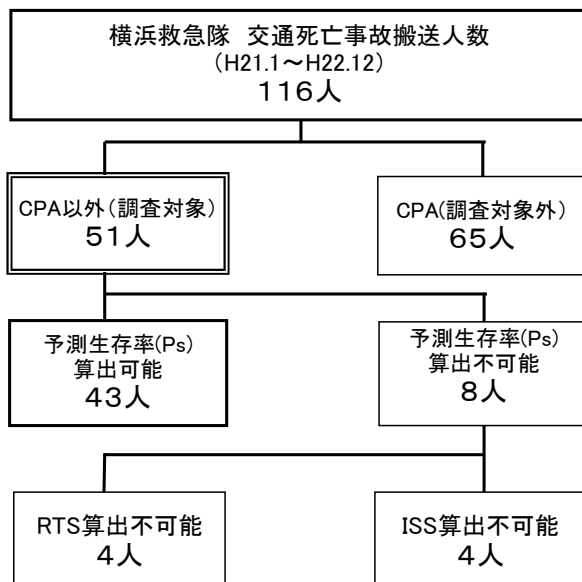 横浜救急隊 交通死亡事故搬送人数
(H21.1～H22.12)
116人
CPA以外(調査対象)
51人
CPA(調査対象外)
65人
予測生存率(Ps)
算出可能
43人
予測生存率(Ps)
算出不可能
8人
RTS算出不可能
4人
ISS算出不可能
4人